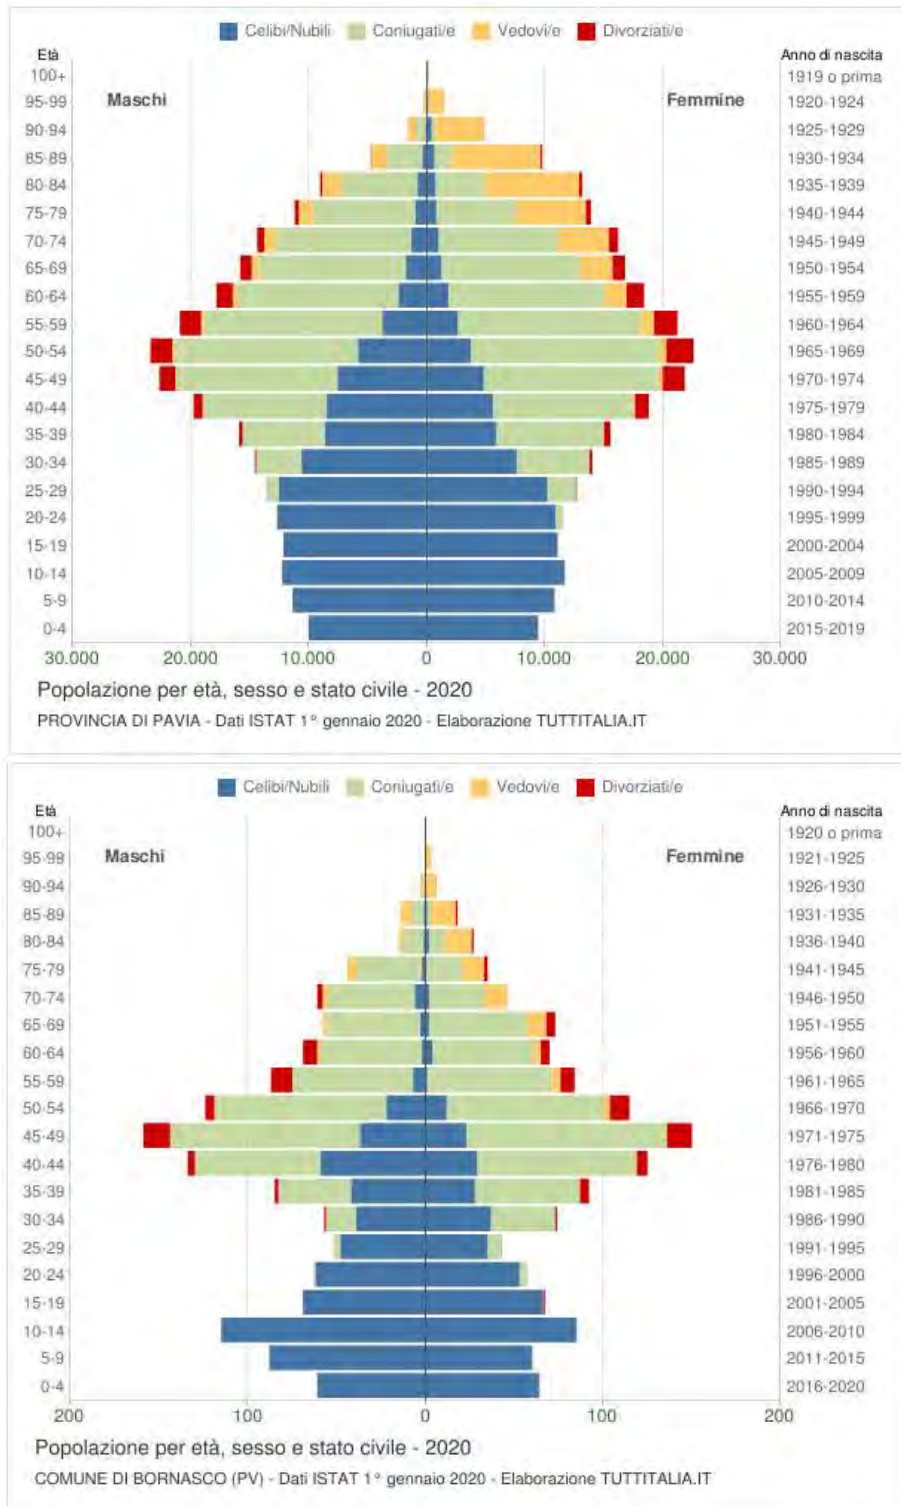 Celibi/Nubili Coniugati/e Vedovi/e Divorziati/e
Età Anno di nascita
100+ 1919 o prima
95-99 Maschi Femmine 1920-1924
90-94 1925-1929
85-89 1930-1934
80-84 1935-1939
75-79 1940-1944
70-74 1945-1949
65-69 1950-1954
60-64 1955-1959
55-59 1960-1964
50-54 1965-1969
45-49 1970-1974
40-44 1975-1979
35-39 1980-1984
30-34 1985-1989
25-29 1990-1994
20-24 1995-1999
15-19 2000-2004
10-14 2005-2009
5-9 2010-2014
0-4 2015-2019
30.000 20.000 10.000 0 10.000 20.000 30.000
Popolazione per età, sesso e stato civile - 2020
PROVINCIA DI PAVIA - Dati ISTAT 1° gennaio 2020 - Elaborazione TUTTITALIA.IT
Celibi/Nubili Coniugati/e Vedovi/e Divorziati/e
Età Anno di nascita
100+ 1920 o prima
95-99 Maschi Femmine 1921-1925
90-94 1926-1930
85-89 1931-1935
80-84 1936-1940
75-79 1941-1945
70-74 1946-1950
65-69 1951-1955
60-64 1956-1960
55-59 1961-1965
50-54 1966-1970
45-49 1971-1975
40-44 1976-1980
35-39 1981-1985
30-34 1986-1990
25-29 1991-1995
20-24 1996-2000
15-19 2001-2005
10-14 2006-2010
5-9 2011-2015
0-4 2016-2020
200 100 0 100 200
Popolazione per età, sesso e stato civile - 2020
COMUNE DI BORNASCO (PV) - Dati ISTAT 1° gennaio 2020 - Elaborazione TUTTITALIA.IT